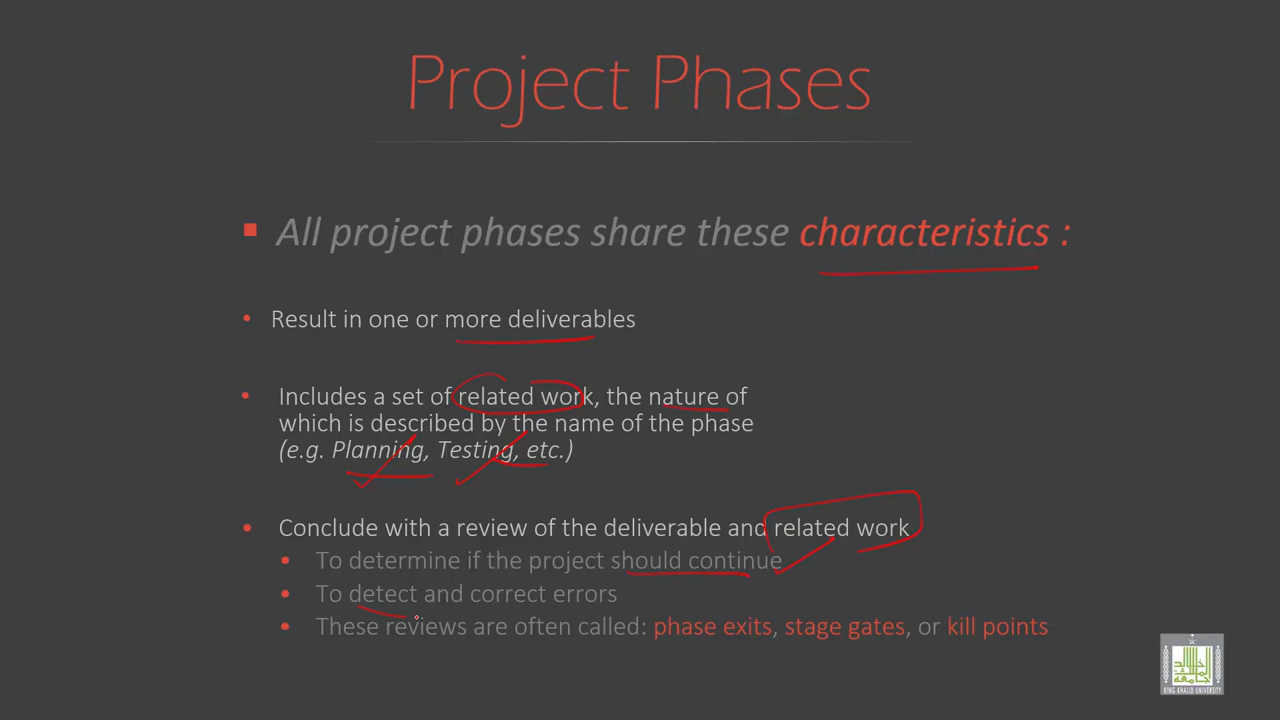 Project Phases
All project phases share these characteristics :
Result in one or more deliverables
Includes a set of related work, the nature of
which is described by the name of the phase
(e.g. Planning, Testing, etc.)
Conclude with a review of the deliverable and related work
To determine if the project should continue
To detect and correct errors
These reviews are often called: phase exits, stage gates, or kill points
KING KHALID UNIVERSITY